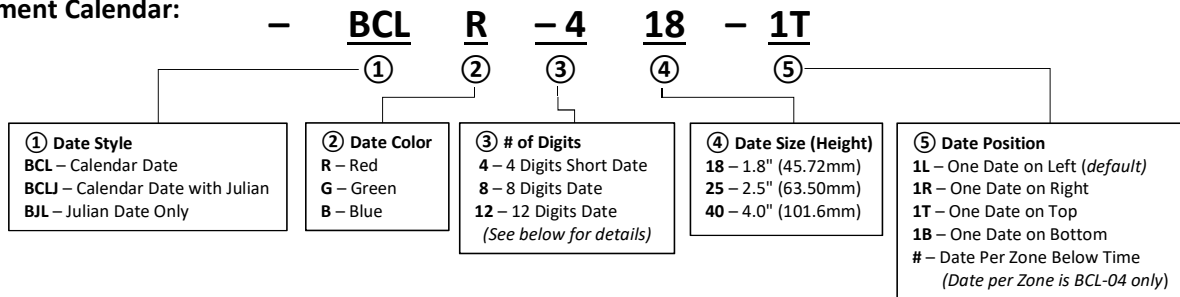 ment Calendar:
– BCL R – 4 18 – 1T
① ② ③ ④ ⑤
① Date Style
BCL – Calendar Date
BCLJ – Calendar Date with Julian
BJL – Julian Date Only
② Date Color
R – Red
G – Green
B – Blue
③ # of Digits
4 – 4 Digits Short Date
8 – 8 Digits Date
12 – 12 Digits Date
(See below for details)
④ Date Size (Height)
18 – 1.8" (45.72mm)
25 – 2.5" (63.50mm)
40 – 4.0" (101.6mm)
⑤ Date Position
1L – One Date on Left (default)
1R – One Date on Right
1T – One Date on Top
1B – One Date on Bottom
# – Date Per Zone Below Time
(Date per Zone is BCL-04 only)